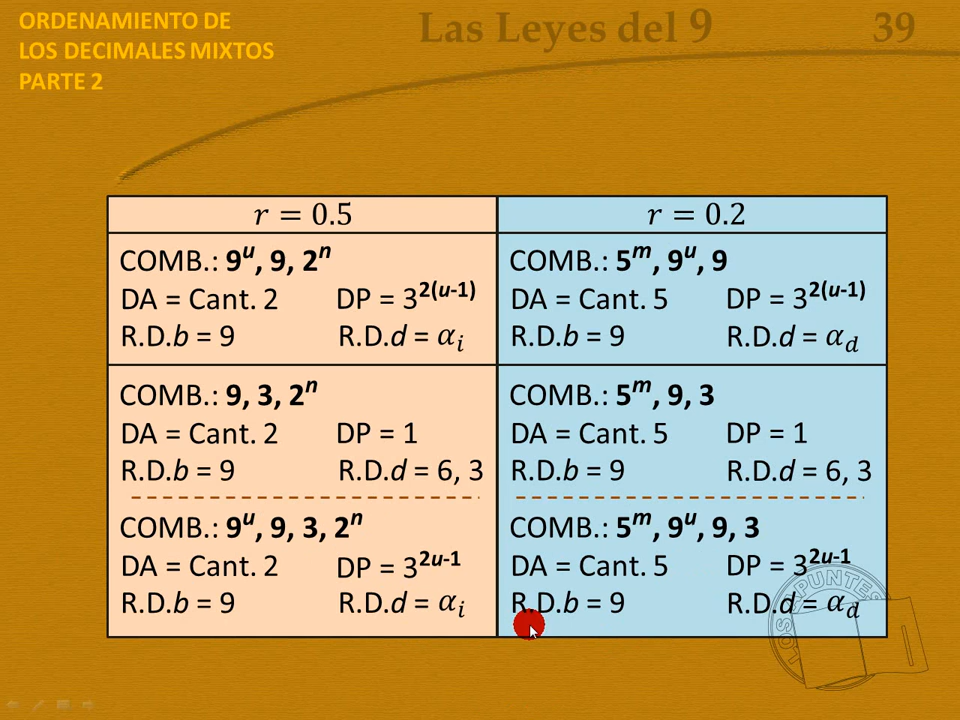 ORDENAMIENTO DE
LOS DECIMALES MIXTOS
PARTE 2
Las Leyes del 9
39
r = 0.5
COMB.: 9ᵘ, 9, 2ⁿ
DA = Cant. 2 DP = 3²⁽ᵘ⁻¹⁾
R.D.b = 9 R.D.d = αᵢ
COMB.: 9, 3, 2ⁿ
DA = Cant. 2 DP = 1
R.D.b = 9 R.D.d = 6, 3
COMB.: 9ᵘ, 9, 3, 2ⁿ
DA = Cant. 2 DP = 3²ᵘ⁻¹
R.D.b = 9 R.D.d = αᵢ
r = 0.2
COMB.: 5ᵐ, 9ᵘ, 9
DA = Cant. 5 DP = 3²⁽ᵘ⁻¹⁾
R.D.b = 9 R.D.d = α_d
COMB.: 5ᵐ, 9, 3
DA = Cant. 5 DP = 1
R.D.b = 9 R.D.d = 6, 3
COMB.: 5ᵐ, 9ᵘ, 9, 3
DA = Cant. 5 DP = 3²ᵘ⁻¹
R.D.b = 9 R.D.d = α_d
LOS APUNTES